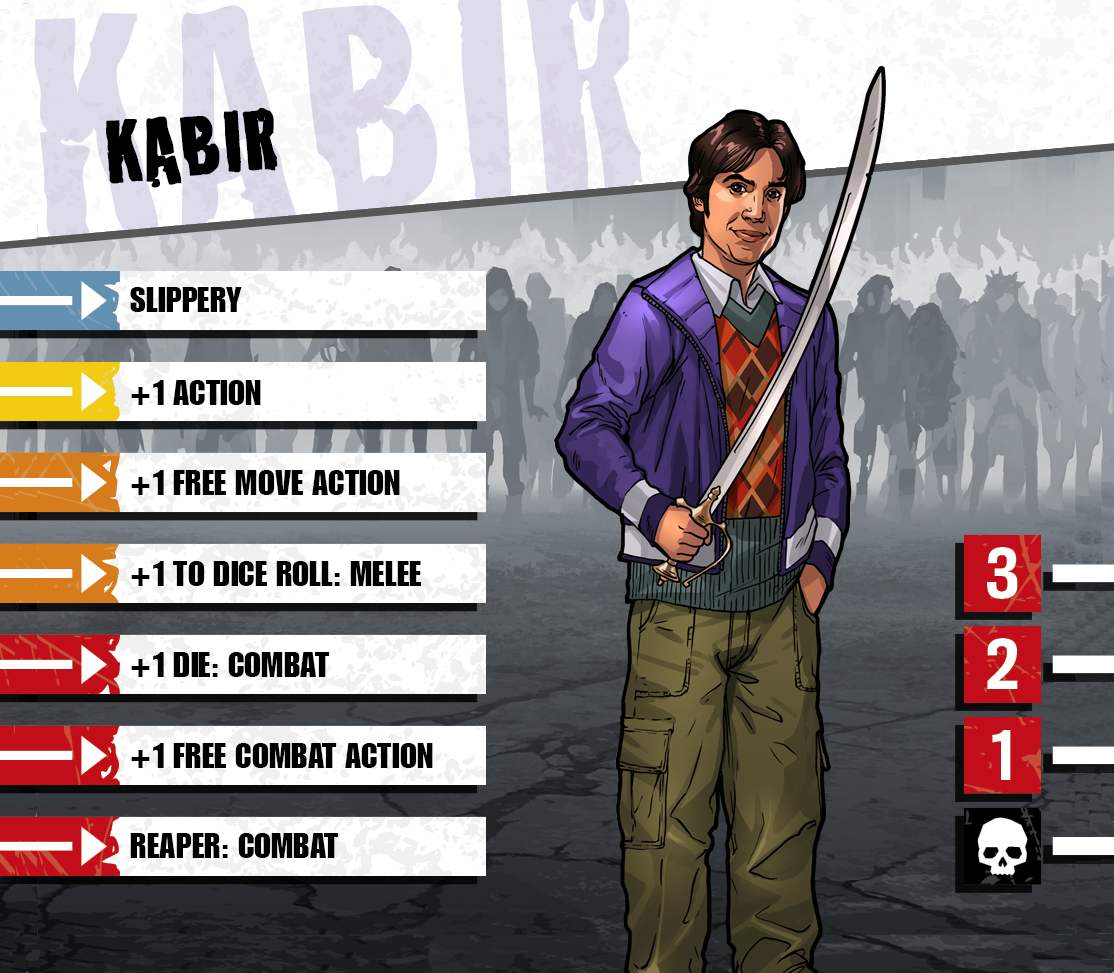 KABIR
KABIR
SLIPPERY
+1 ACTION
+1 FREE MOVE ACTION
+1 TO DICE ROLL: MELEE
+1 DIE: COMBAT
+1 FREE COMBAT ACTION
REAPER: COMBAT
3
2
1